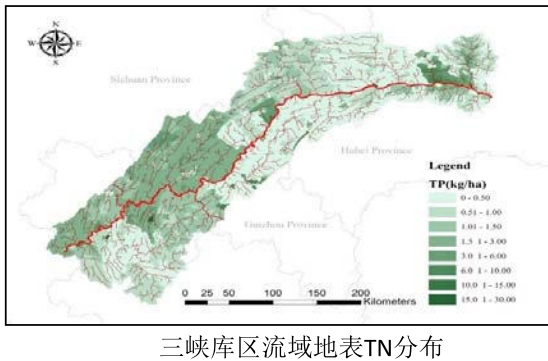 N
W E
S
Sichuan Province
Hubei Province
Guizhou Province
Legend
TP(kg/ha)
0 - 0.50
0.51 - 1.00
1.01 - 1.50
1.5 1 - 3.00
3.0 1 - 6.00
6.0 1 - 10.00
10.0 1 - 15.00
15.0 1 - 30.00
0 25 50 100 150 200
Kilometers
三峡库区流域地表TN分布